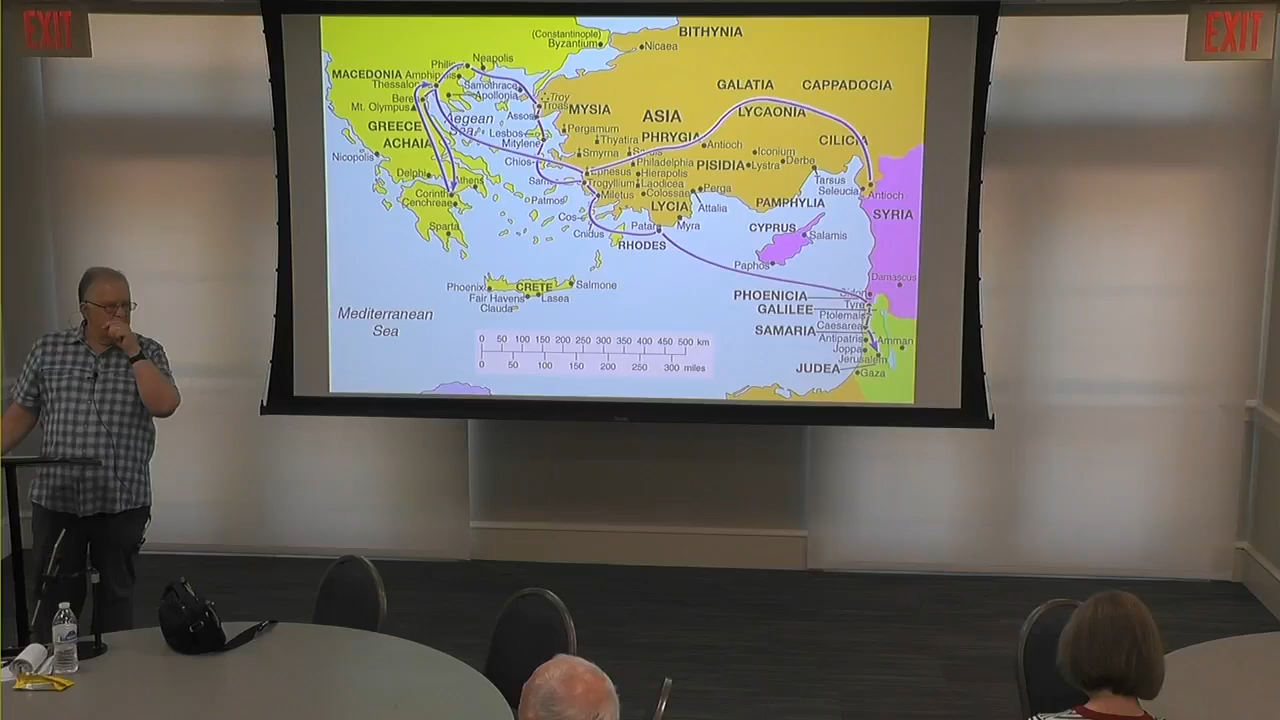 EXIT
EXIT
(Constantinople)
Byzantium
BITHYNIA
Nicaea
Neapolis
MACEDONIA
Samothrace
Apollonia
Mt. Olympus
Troy
Troas
MYSIA
Assos
GALATIA
CAPPADOCIA
ASIA
LYCAONIA
Aegean
Sea
GREECE
ACHAIA
Lesbos
Mitylene
Pergamum
Thyatira
PHRYGIA
Antioch
Iconium
Nicopolis
Chios
Smyrna
Philadelphia
PISIDIA
Lystra
Derbe
Delphi
Athens
Ephesus
Hierapolis
Trogyllium
Laodicea
Tarsus
Seleucia
Antioch
Corinth
Cenchreae
Patmos
Miletus
Colossae
Perga
Attalia
PAMPHYLIA
LYCIA
SYRIA
Sparta
Cos
Cnidus
Myra
RHODES
CYPRUS
Salamis
Paphos
Damascus
Phoenix
CRETE
Salmone
Fair Havens
Lasea
Clauda
PHOENICIA
Tyre
GALILEE
Ptolemais
SAMARIA
Caesarea
Antipatris
Amman
Joppa
Jerusalem
JUDEA
Gaza
Mediterranean
Sea
0 50 100 150 200 250 300 350 400 450 500 km
0 50 100 150 200 250 300 miles